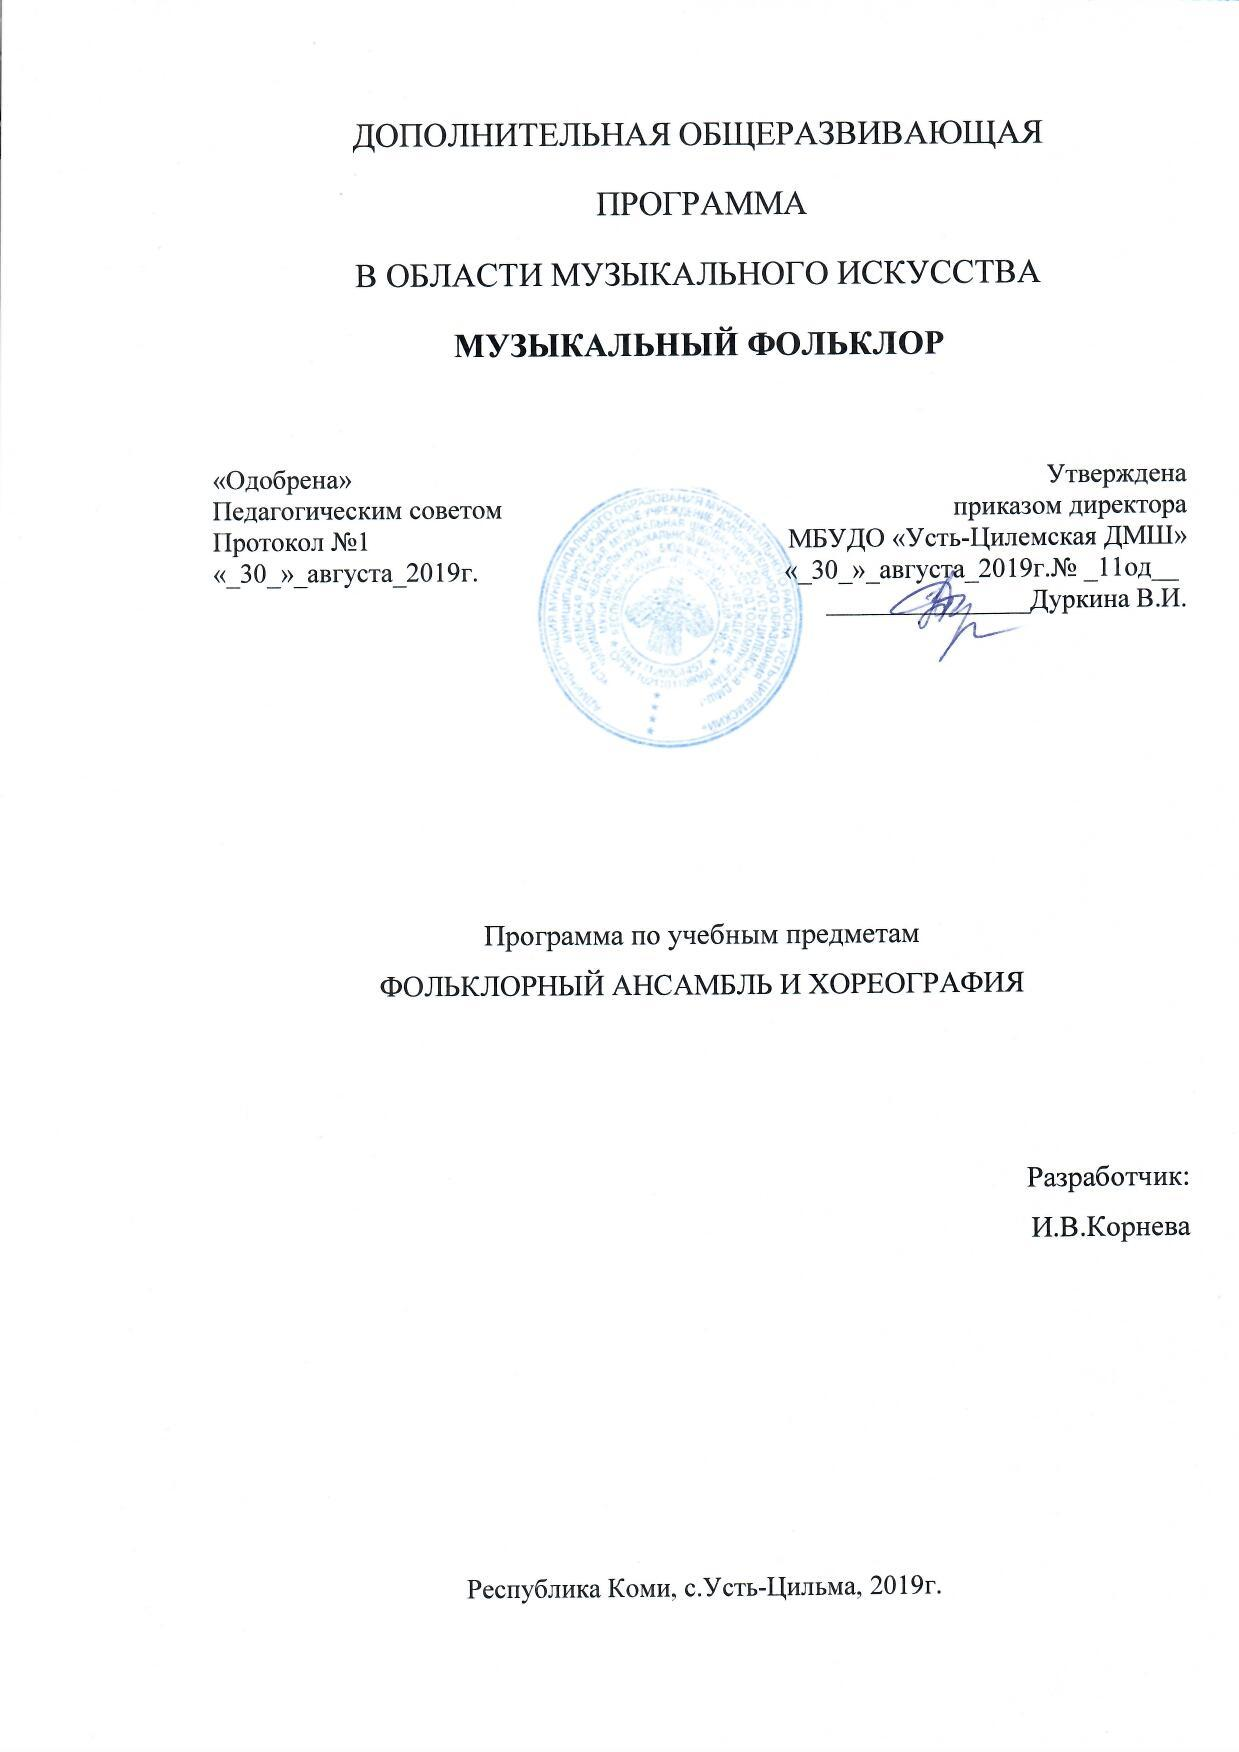 ДОПОЛНИТЕЛЬНАЯ ОБЩЕРАЗВИВАЮЩАЯ
ПРОГРАММА
В ОБЛАСТИ МУЗЫКАЛЬНОГО ИСКУССТВА
МУЗЫКАЛЬНЫЙ ФОЛЬКЛОР
«Одобрена»
Педагогическим советом
Протокол №1
«_30_»_августа_2019г.
Утверждена
приказом директора
МБУДО «Усть-Цилемская ДМШ»
«_30_»_августа_2019г.№ _11од__
_______________Дуркина В.И.
Программа по учебным предметам
ФОЛЬКЛОРНЫЙ АНСАМБЛЬ И ХОРЕОГРАФИЯ
Разработчик:
И.В.Корнева
Республика Коми, с.Усть-Цильма, 2019г.